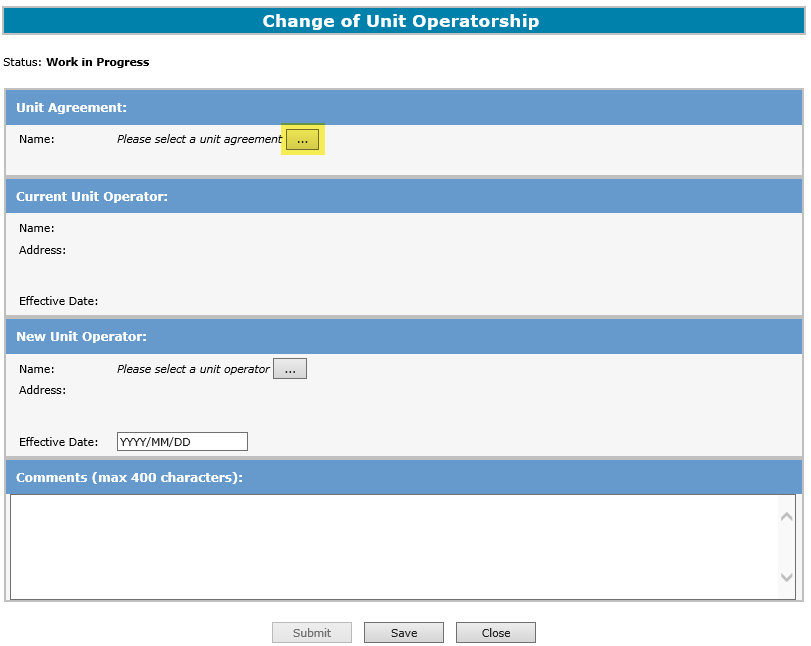 Change of Unit Operatorship
Status: Work in Progress
Unit Agreement:
Name: Please select a unit agreement ...
Current Unit Operator:
Name:
Address:
Effective Date:
New Unit Operator:
Name: Please select a unit operator ...
Address:
Effective Date: YYYY/MM/DD
Comments (max 400 characters):
Submit Save Close